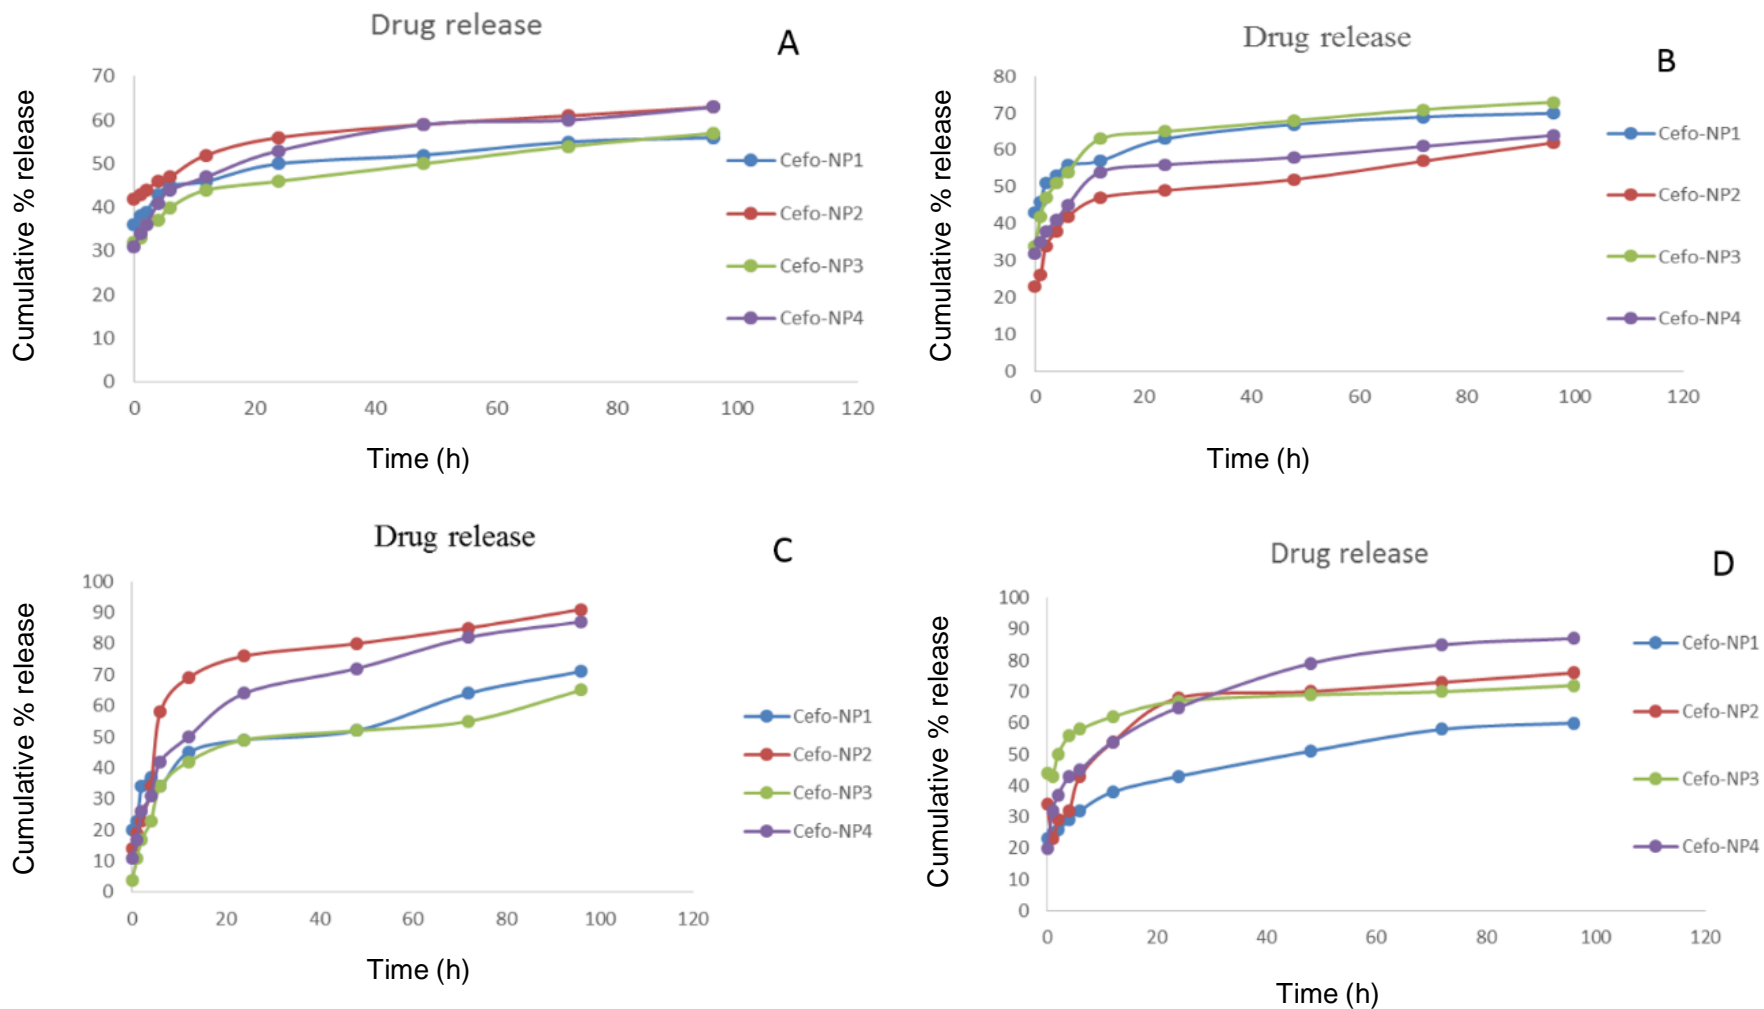 Drug release
A
Cumulative % release
70
60
50
40
30
20
10
0
0 20 40 60 80 100 120
Time (h)
Cefo-NP1
Cefo-NP2
Cefo-NP3
Cefo-NP4
Drug release
B
Cumulative % release
80
70
60
50
40
30
20
10
0
0 20 40 60 80 100 120
Time (h)
Cefo-NP1
Cefo-NP2
Cefo-NP3
Cefo-NP4
Drug release
C
Cumulative % release
100
90
80
70
60
50
40
30
20
10
0
0 20 40 60 80 100 120
Time (h)
Cefo-NP1
Cefo-NP2
Cefo-NP3
Cefo-NP4
Drug release
D
Cumulative % release
100
90
80
70
60
50
40
30
20
10
0
0 20 40 60 80 100 120
Time (h)
Cefo-NP1
Cefo-NP2
Cefo-NP3
Cefo-NP4